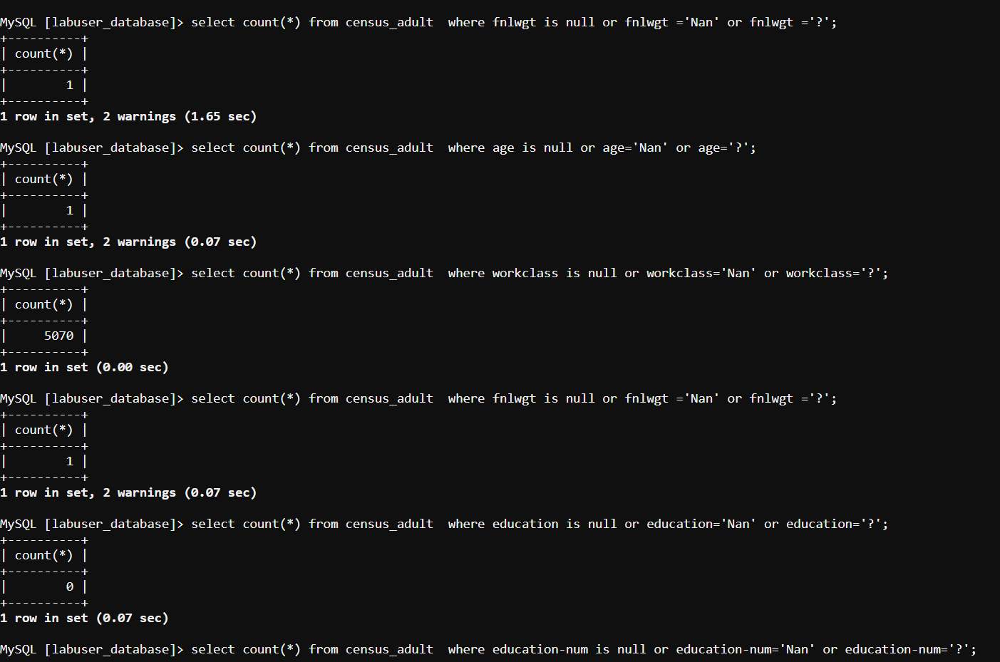 MySQL [labuser_database]> select count(*) from census_adult  where fnlwgt is null or fnlwgt ='Nan' or fnlwgt ='?';
+----------+
| count(*) |
+----------+
|        1 |
+----------+
1 row in set, 2 warnings (1.65 sec)
MySQL [labuser_database]> select count(*) from census_adult  where age is null or age='Nan' or age='?';
+----------+
| count(*) |
+----------+
|        1 |
+----------+
1 row in set, 2 warnings (0.07 sec)
MySQL [labuser_database]> select count(*) from census_adult  where workclass is null or workclass='Nan' or workclass='?';
+----------+
| count(*) |
+----------+
|     5070 |
+----------+
1 row in set (0.00 sec)
MySQL [labuser_database]> select count(*) from census_adult  where fnlwgt is null or fnlwgt ='Nan' or fnlwgt ='?';
+----------+
| count(*) |
+----------+
|        1 |
+----------+
1 row in set, 2 warnings (0.07 sec)
MySQL [labuser_database]> select count(*) from census_adult  where education is null or education='Nan' or education='?';
+----------+
| count(*) |
+----------+
|        0 |
+----------+
1 row in set (0.07 sec)
MySQL [labuser_database]> select count(*) from census_adult  where education-num is null or education-num='Nan' or education-num='?';